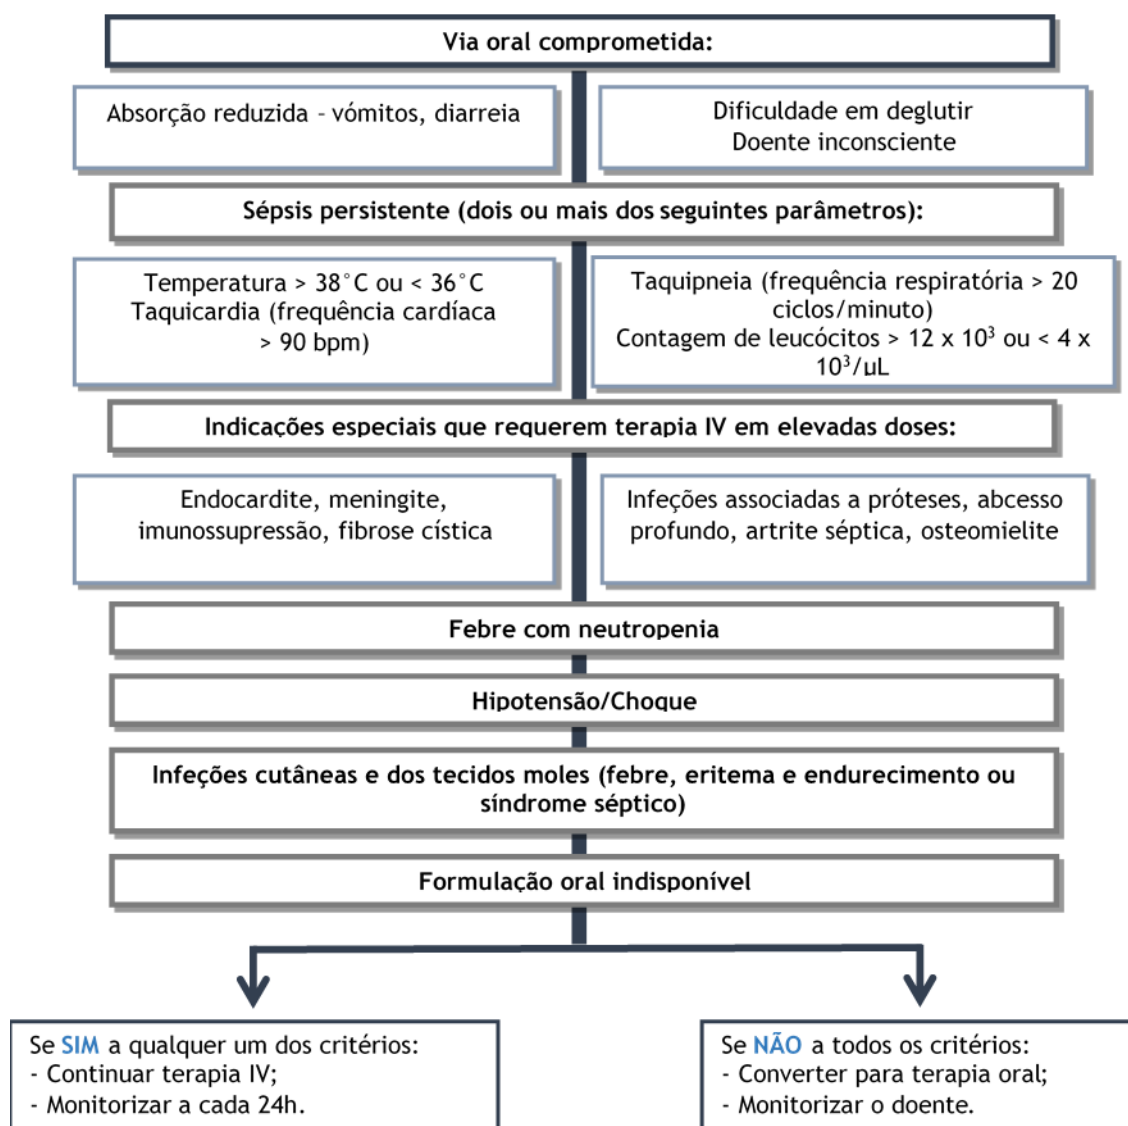 Via oral comprometida:
Absorção reduzida - vómitos, diarreia
Dificuldade em deglutir
Doente inconsciente
Sépsis persistente (dois ou mais dos seguintes parâmetros):
Temperatura > 38°C ou < 36°C
Taquicardia (frequência cardíaca
> 90 bpm)
Taquipneia (frequência respiratória > 20
ciclos/minuto)
Contagem de leucócitos > 12 x 10³ ou < 4 x
10³/µL
Indicações especiais que requerem terapia IV em elevadas doses:
Endocardite, meningite,
imunossupressão, fibrose cística
Infeções associadas a próteses, abcesso
profundo, artrite séptica, osteomielite
Febre com neutropenia
Hipotensão/Choque
Infeções cutâneas e dos tecidos moles (febre, eritema e endurecimento ou
síndrome séptico)
Formulação oral indisponível
Se SIM a qualquer um dos critérios:
- Continuar terapia IV;
- Monitorizar a cada 24h.
Se NÃO a todos os critérios:
- Converter para terapia oral;
- Monitorizar o doente.